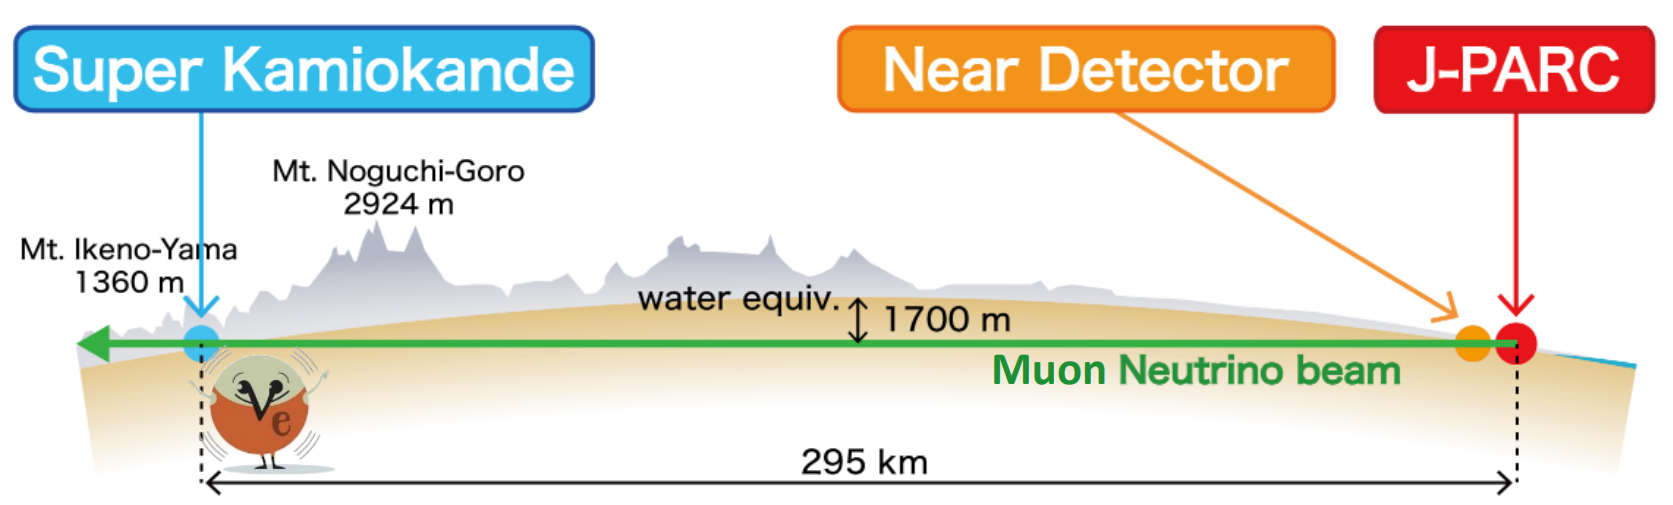 Super Kamiokande
Near Detector
J-PARC
Mt. Noguchi-Goro
2924 m
Mt. Ikeno-Yama
1360 m
water equiv.
1700 m
Muon Neutrino beam
νe
295 km